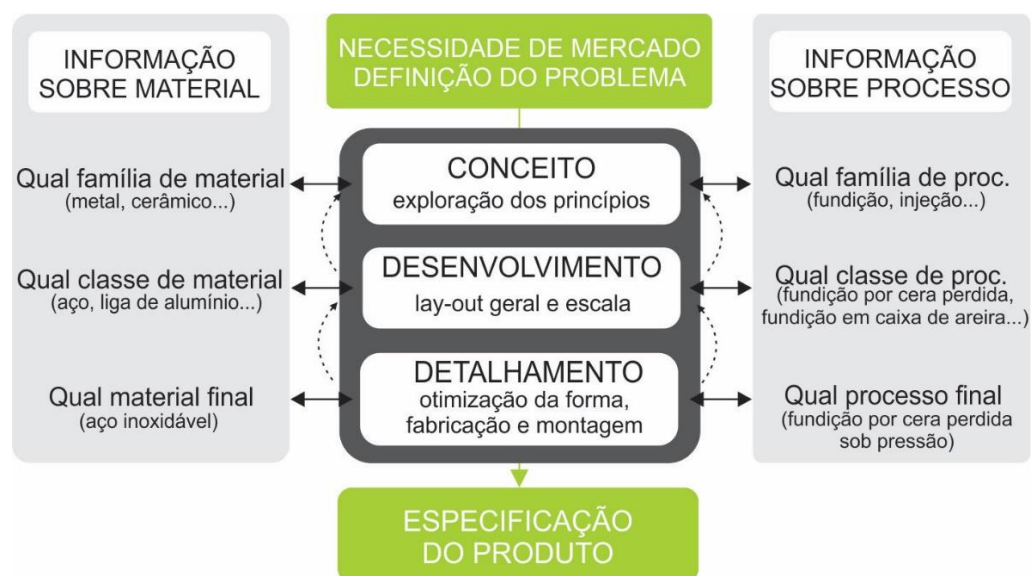 INFORMAÇÃO
SOBRE MATERIAL
Qual família de material
(metal, cerâmico...)
Qual classe de material
(aço, liga de alumínio...)
Qual material final
(aço inoxidável)
NECESSIDADE DE MERCADO
DEFINIÇÃO DO PROBLEMA
CONCEITO
exploração dos princípios
DESENVOLVIMENTO
lay-out geral e escala
DETALHAMENTO
otimização da forma,
fabricação e montagem
ESPECIFICAÇÃO
DO PRODUTO
INFORMAÇÃO
SOBRE PROCESSO
Qual família de proc.
(fundição, injeção...)
Qual classe de proc.
(fundição por cera perdida,
fundição em caixa de areira...)
Qual processo final
(fundição por cera perdida
sob pressão)